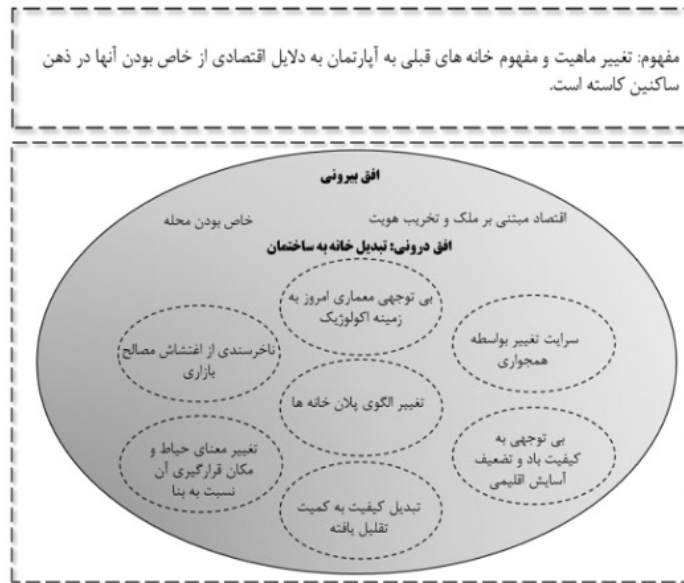 مفهوم: تغییر ماهیت و مفهوم خانه های قبلی به آپارتمان به دلایل اقتصادی از خاص بودن آنها در ذهن
ساکنین کاسته است.
افق بیرونی
اقتصاد مبتنی بر ملک و تخریب هویت
خاص بودن محله
افق درونی: تبدیل خانه به ساختمان
بی توجهی معماری امروز به
زمینه اکولوژیک
سرایت تغییر بواسطه
همجواری
ناخرسندی از اغتشاش مصالح
بازاری
تغییر الگوی پلان خانه ها
بی توجهی به
کیفیت باد و تضعیف
آسایش اقلیمی
تغییر معنای حیاط و
مکان قرارگیری آن
نسبت به بنا
تبدیل کیفیت به کمیت
تقلیل یافته